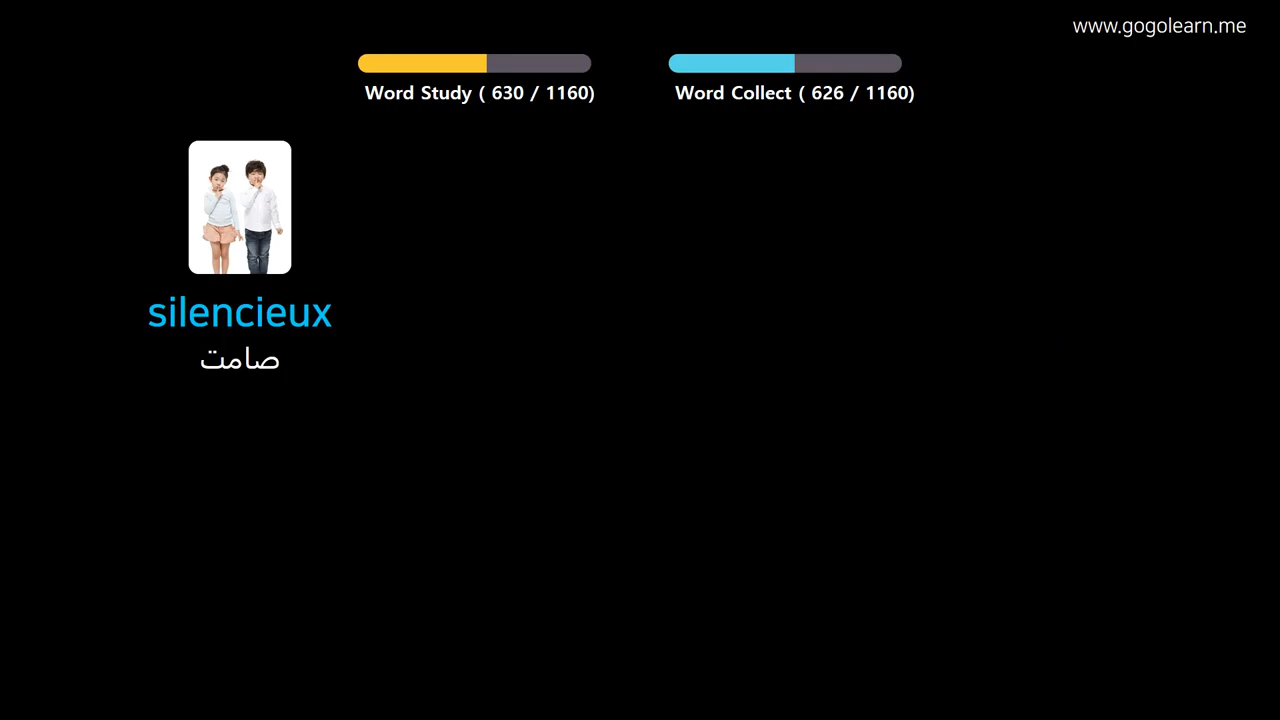 www.gogolearn.me
Word Study ( 630 / 1160)
Word Collect ( 626 / 1160)
silencieux
صامت